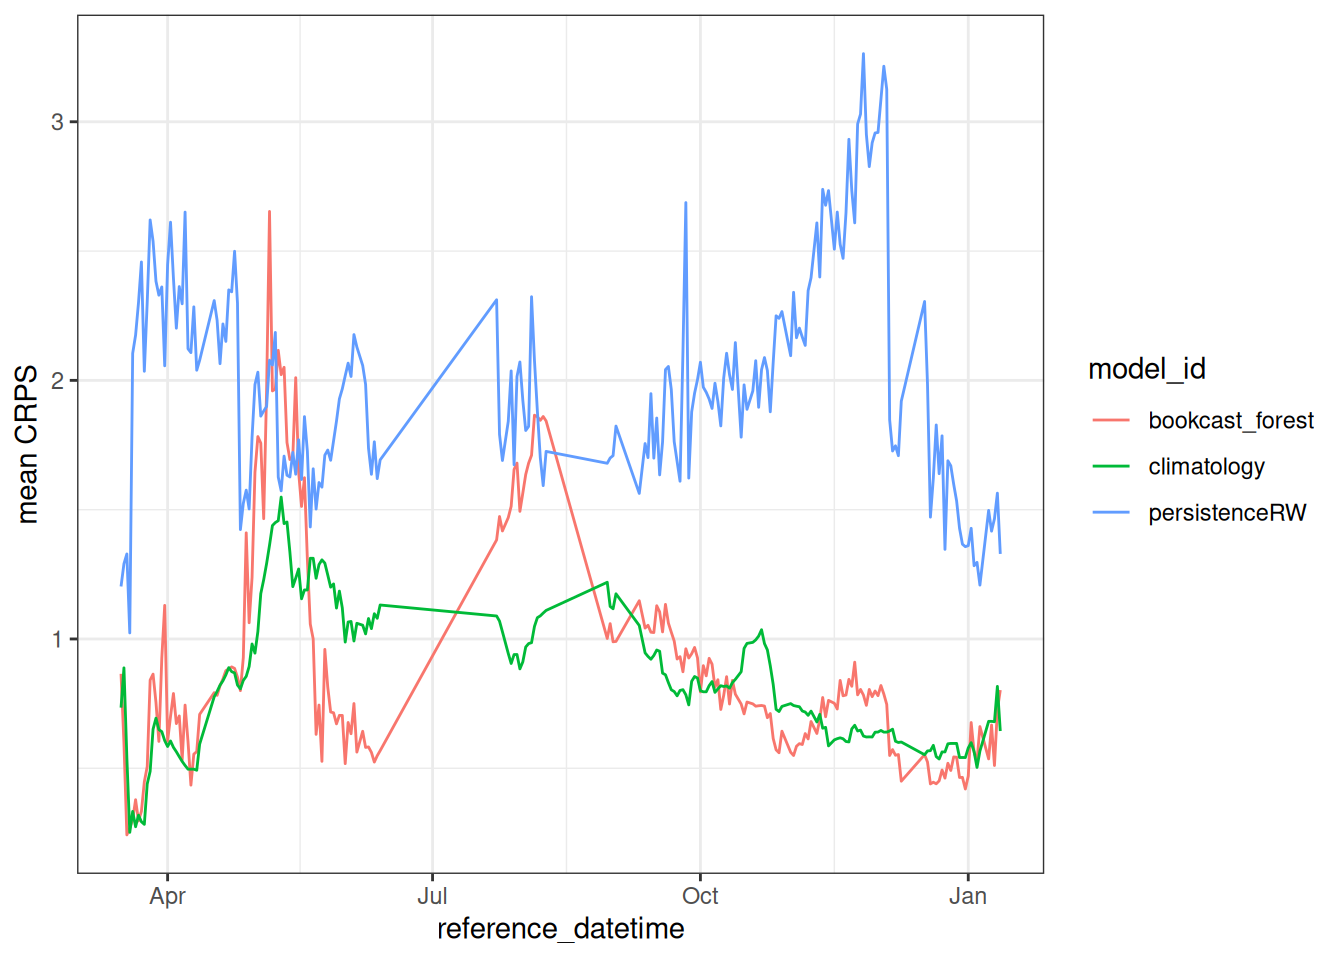 mean CRPS
3
2
1
Apr
Jul
Oct
Jan
reference_datetime
model_id
bookcast_forest
climatology
persistenceRW